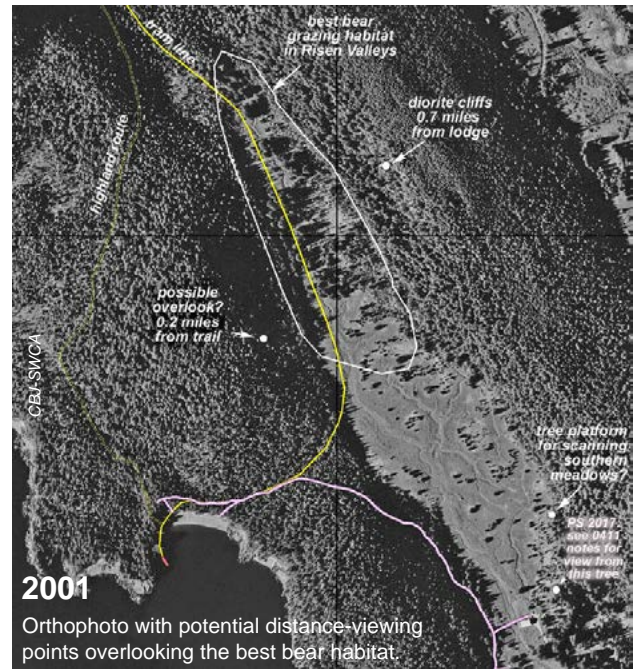 best bear
grazing habitat
in Risen Valleys
tram line
diorite cliffs
0.7 miles
from lodge
highland route
possible
overlook?
0.2 miles
from trail
CBJ-SWCA
tree platform
for scanning
southern
meadows?
PS 2017,
see 0411
notes for
view from
this tree
2001
Orthophoto with potential distance-viewing
points overlooking the best bear habitat.